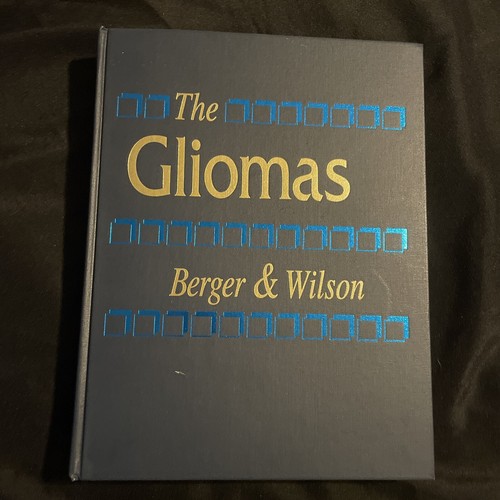 The
Gliomas
Berger & Wilson